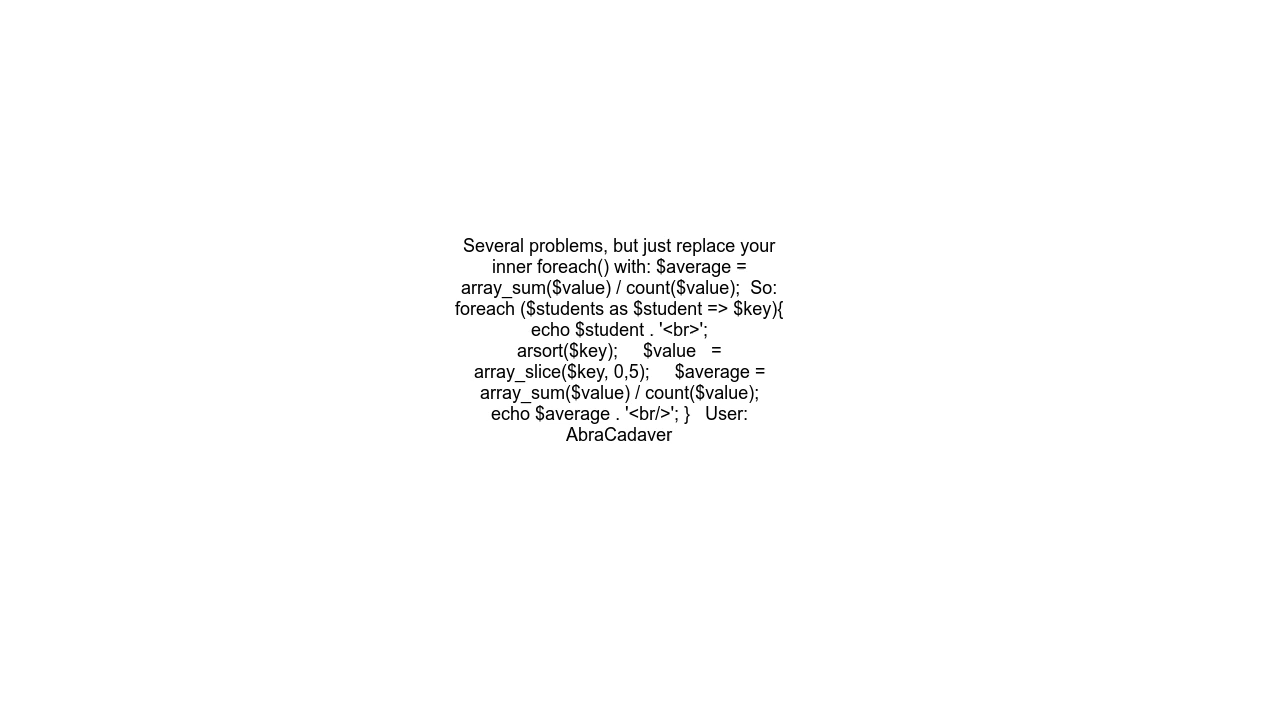 Several problems, but just replace your
inner foreach() with: $average =
array_sum($value) / count($value);  So:
foreach ($students as $student => $key){
echo $student . '<br>';
arsort($key);     $value   =
array_slice($key, 0,5);     $average =
array_sum($value) / count($value);
echo $average . '<br/>'; }   User:
AbraCadaver